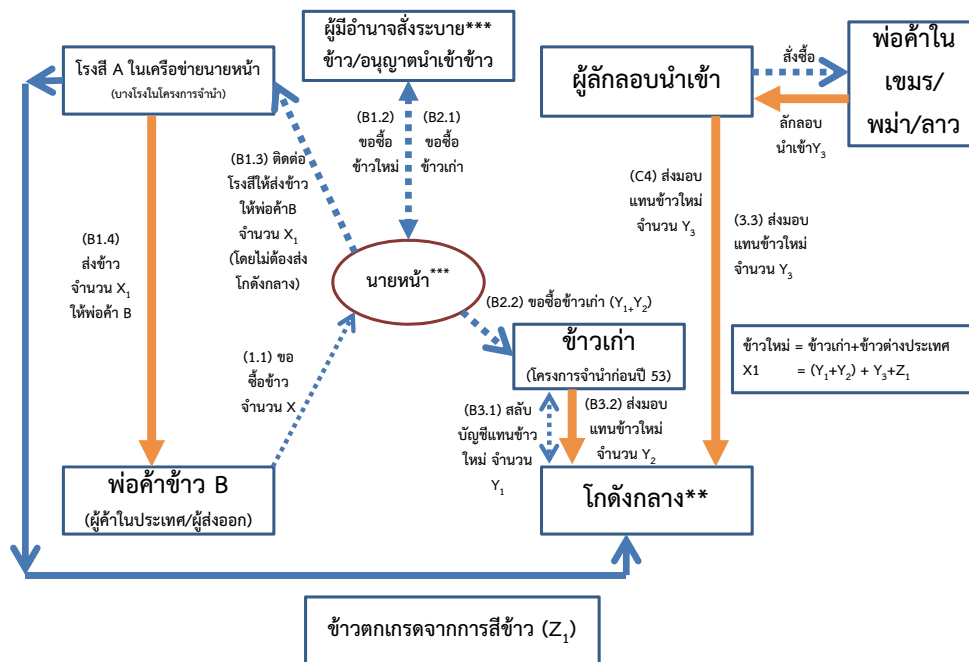 ผู้มีอำนาจสั่งระบาย***
ข้าว/อนุญาตนำเข้าข้าว
โรงสี A ในเครือข่ายนายหน้า
(บางโรงในโครงการจำนำ)
ผู้ลักลอบนำเข้า
สั่งซื้อ
พ่อค้าใน
เขมร/
พม่า/ลาว
ลักลอบ
นำเข้าY3
(B1.2)
ขอซื้อ
ข้าวใหม่
(B2.1)
ขอซื้อ
ข้าวเก่า
(B1.3) ติดต่อ
โรงสีให้ส่งข้าว
ให้พ่อค้าB
จำนวน X1
(โดยไม่ต้องส่ง
โกดังกลาง)
(C4) ส่งมอบ
แทนข้าวใหม่
จำนวน Y3
(3.3) ส่งมอบ
แทนข้าวใหม่
จำนวน Y3
(B1.4)
ส่งข้าว
จำนวน X1
ให้พ่อค้า B
นายหน้า***
(B2.2) ขอซื้อข้าวเก่า (Y1+Y2)
(1.1) ขอ
ซื้อข้าว
จำนวน X
ข้าวเก่า
(โครงการจำนำก่อนปี 53)
ข้าวใหม่ = ข้าวเก่า+ข้าวต่างประเทศ
X1 = (Y1+Y2) + Y3+Z1
(B3.1) สลับ
บัญชีแทนข้าว
ใหม่ จำนวน
Y1
(B3.2) ส่งมอบ
แทนข้าวใหม่
จำนวน Y2
พ่อค้าข้าว B
(ผู้ค้าในประเทศ/ผู้ส่งออก)
โกดังกลาง**
ข้าวตกเกรดจากการสีข้าว (Z1)